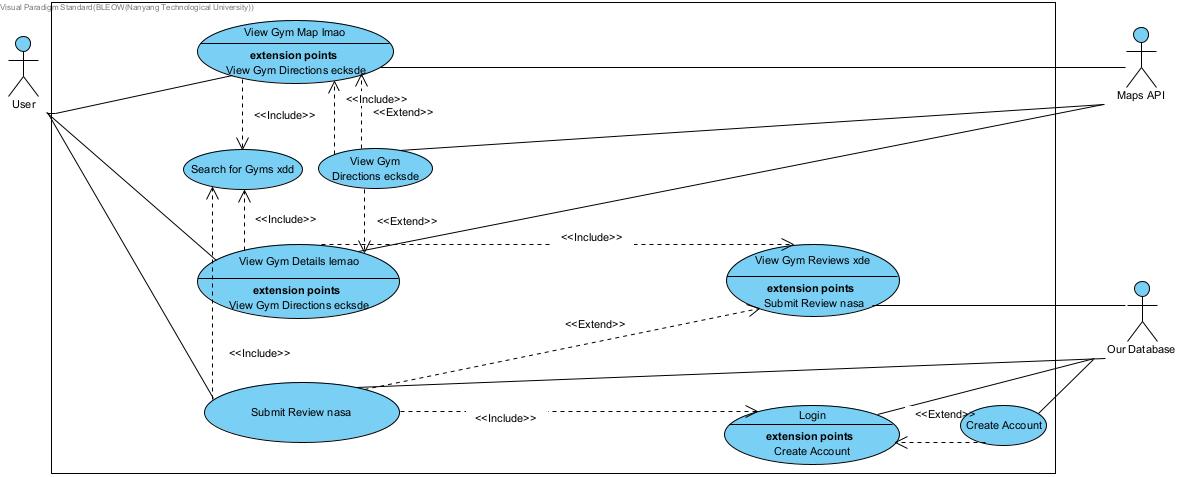 Visual Paradigm Standard(BLEOW(Nanyang Technological University))
View Gym Map lmao
extension points
View Gym Directions ecksde
User
Maps API
<<Include>>
<<Extend>>
<<Include>>
Search for Gyms xdd
View Gym
Directions ecksde
<<Include>>
<<Extend>>
<<Include>>
View Gym Details lemao
extension points
View Gym Directions ecksde
View Gym Reviews xde
extension points
Submit Review nasa
<<Extend>>
Our Database
<<Include>>
Submit Review nasa
<<Include>>
Login
extension points
Create Account
<<Extend>>
Create Account